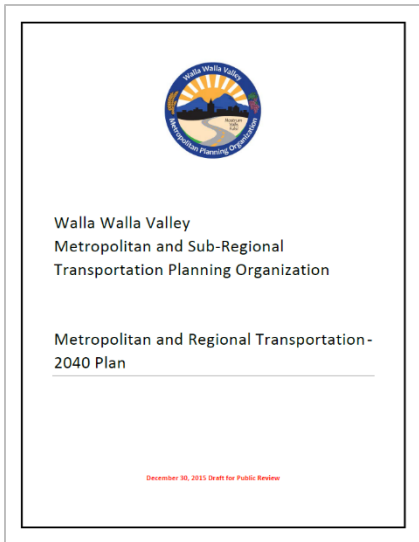 Walla Walla Valley
Metropolitan Planning Organization
Walla Walla Valley
Metropolitan and Sub-Regional
Transportation Planning Organization
Metropolitan and Regional Transportation-
2040 Plan
December 30, 2015 Draft for Public Review